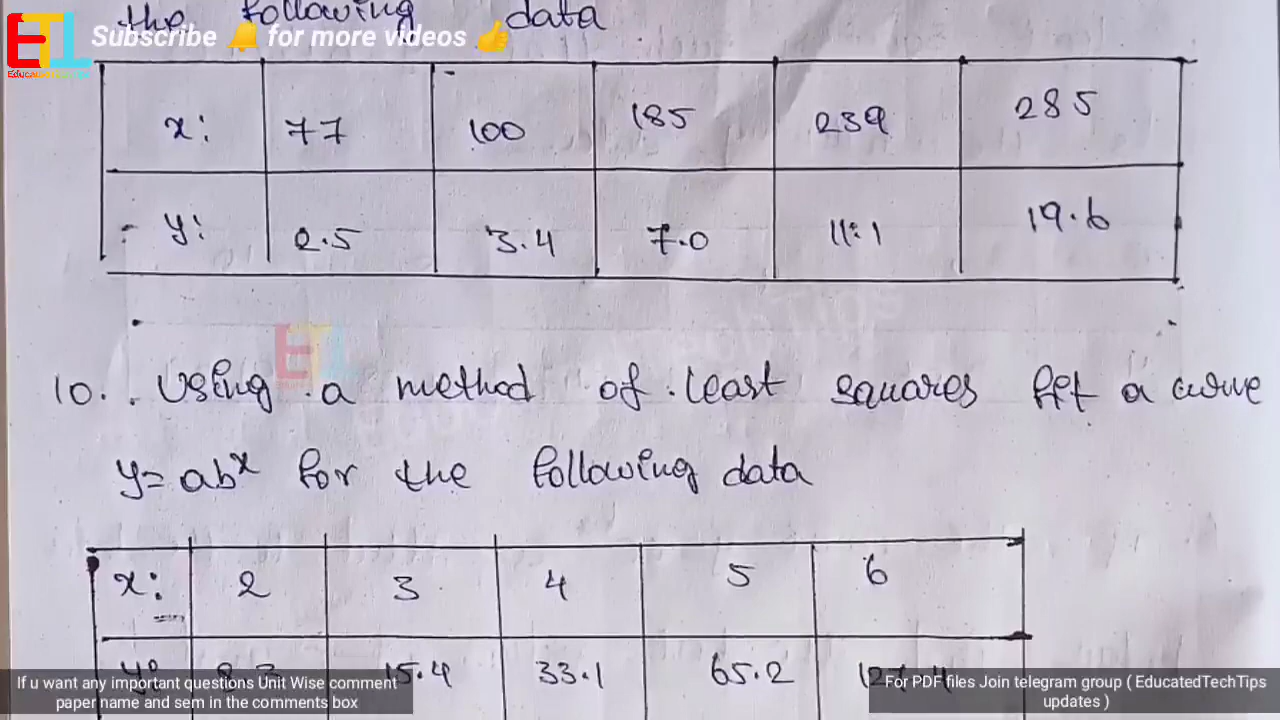 the following data
ETL
Subscribe 🔔 for more videos 👍
x: 77 100 185 239 285
y: 2.5 3.4 7.0 11.1 19.6
ETL
10. Using a method of least squares fit a curve
y=ab^x for the following data
x: 2 3 4 5 6
y: 15.4 33.1 65.2
If u want any important questions Unit Wise comment
paper name and sem in the comments box
For PDF files Join telegram group ( EducatedTechTips
updates )